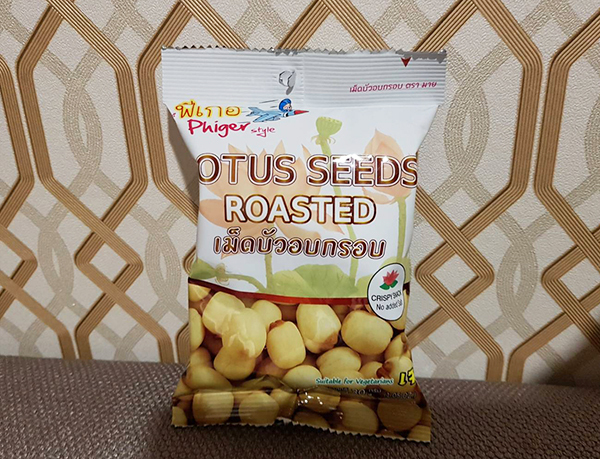 เม็ดบัวอบกรอบ ตรา มาย
ฟีเกอ
Phiger style
OTUS SEEDS
ROASTED
เม็ดบัวอบกรอบ
CRISPY SNACK
No added
Suitable for Vegetarians